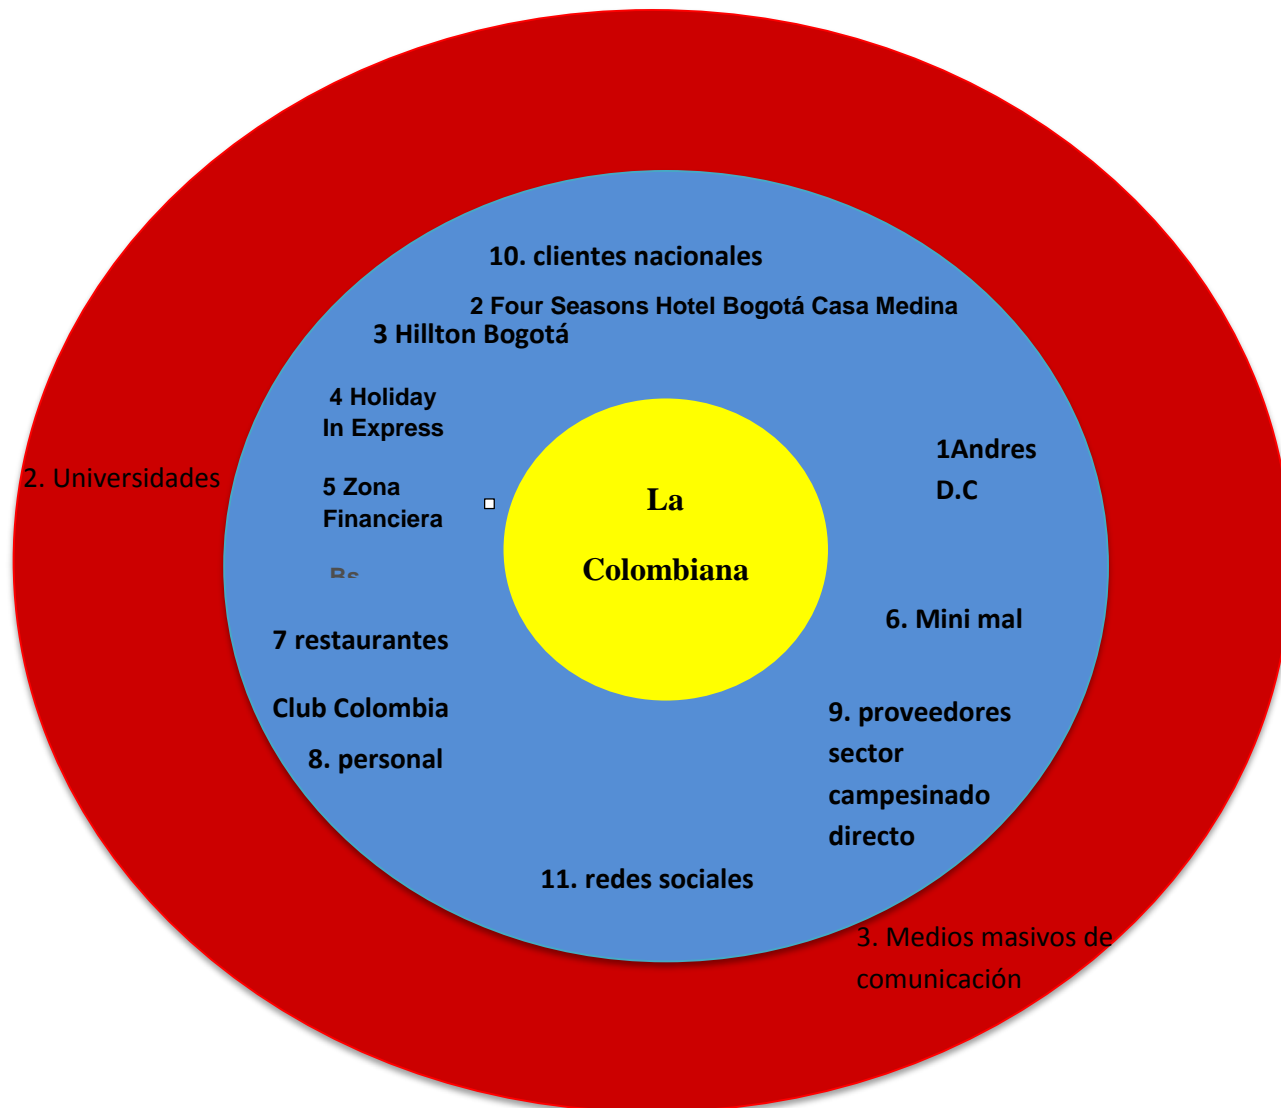 10. clientes nacionales
2 Four Seasons Hotel Bogotá Casa Medina
3 Hillton Bogotá
4 Holiday
In Express
1Andres
D.C
2. Universidades
5 Zona
Financiera
La
Colombiana
6. Mini mal
7 restaurantes
Club Colombia
8. personal
9. proveedores
sector
campesinado
directo
11. redes sociales
3. Medios masivos de
comunicación